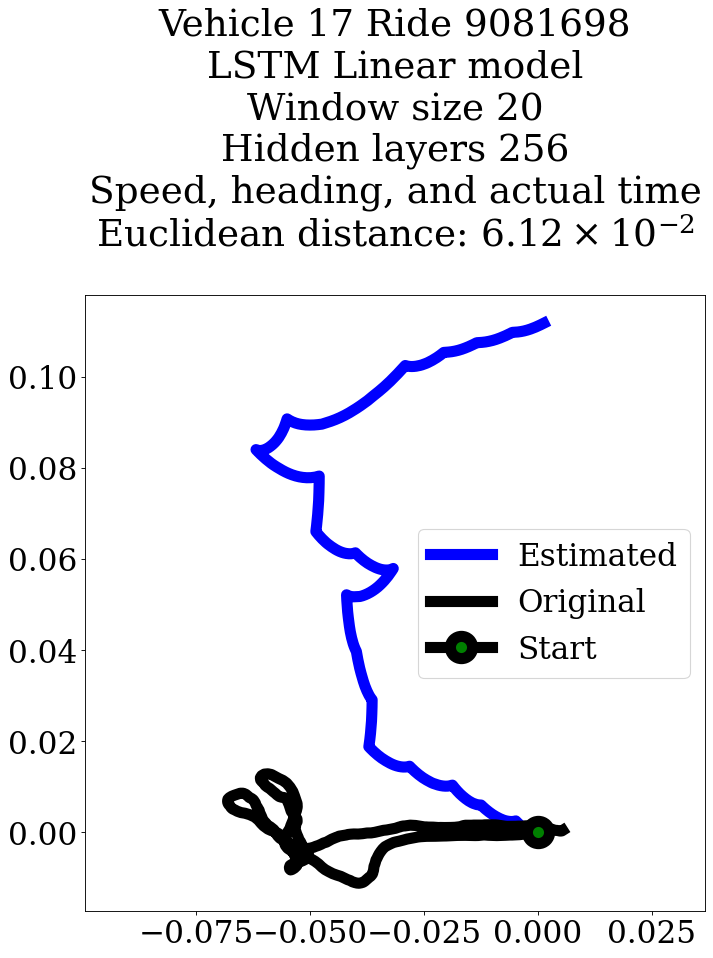 Vehicle 17 Ride 9081698
LSTM Linear model
Window size 20
Hidden layers 256
Speed, heading, and actual time
Euclidean distance: 6.12 × 10⁻²
0.10
0.08
0.06
0.04
0.02
0.00
Estimated
Original
Start
−0.075 −0.050 −0.025 0.000 0.025